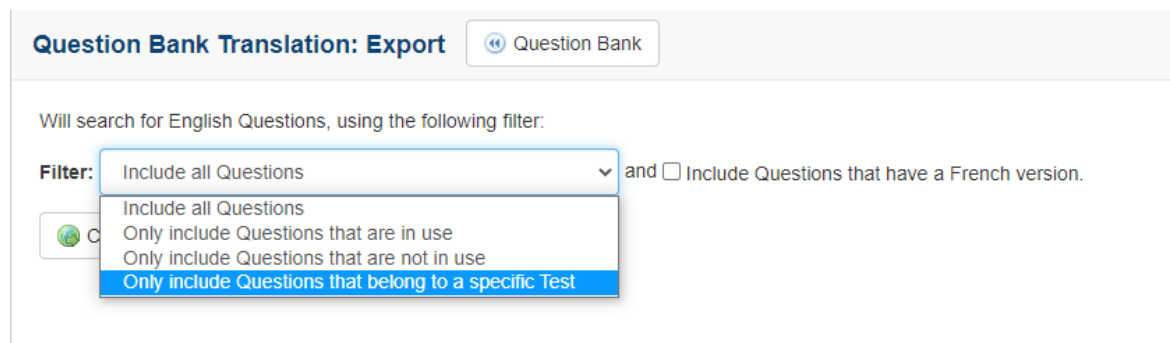 Question Bank Translation: Export Question Bank
Will search for English Questions, using the following filter:
Filter: Include all Questions and Include Questions that have a French version.
Include all Questions
Only include Questions that are in use
Only include Questions that are not in use
Only include Questions that belong to a specific Test